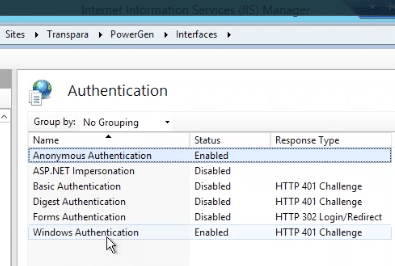 Internet Information Services (IIS) Manager
Sites ▸ Transpara ▸ PowerGen ▸ Interfaces ▸
Authentication
Group by: No Grouping
Name Status Response Type
Anonymous Authentication Enabled
ASP.NET Impersonation Disabled
Basic Authentication Disabled HTTP 401 Challenge
Digest Authentication Disabled HTTP 401 Challenge
Forms Authentication Disabled HTTP 302 Login/Redirect
Windows Authentication Enabled HTTP 401 Challenge